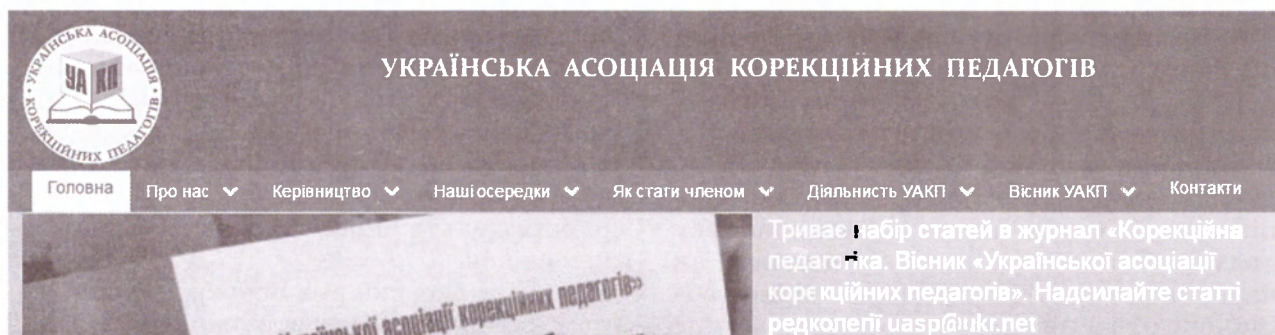 УКРАЇНСЬКА АСОЦІАЦІЯ • КОРЕКЦІЙНИХ ПЕДАГОГІВ •
УА КП
УКРАЇНСЬКА АСОЦІАЦІЯ КОРЕКЦІЙНИХ ПЕДАГОГІВ
Головна Про нас Керівництво Наші осередки Як стати членом Діяльність УАКП Вісник УАКП Контакти
Триває набір статей в журнал «Корекційна
педагогіка. Вісник «Української асоціації
корекційних педагогів». Надсилайте статті
редколегії uasp@ukr.net
асоціації корекційних педагогів»